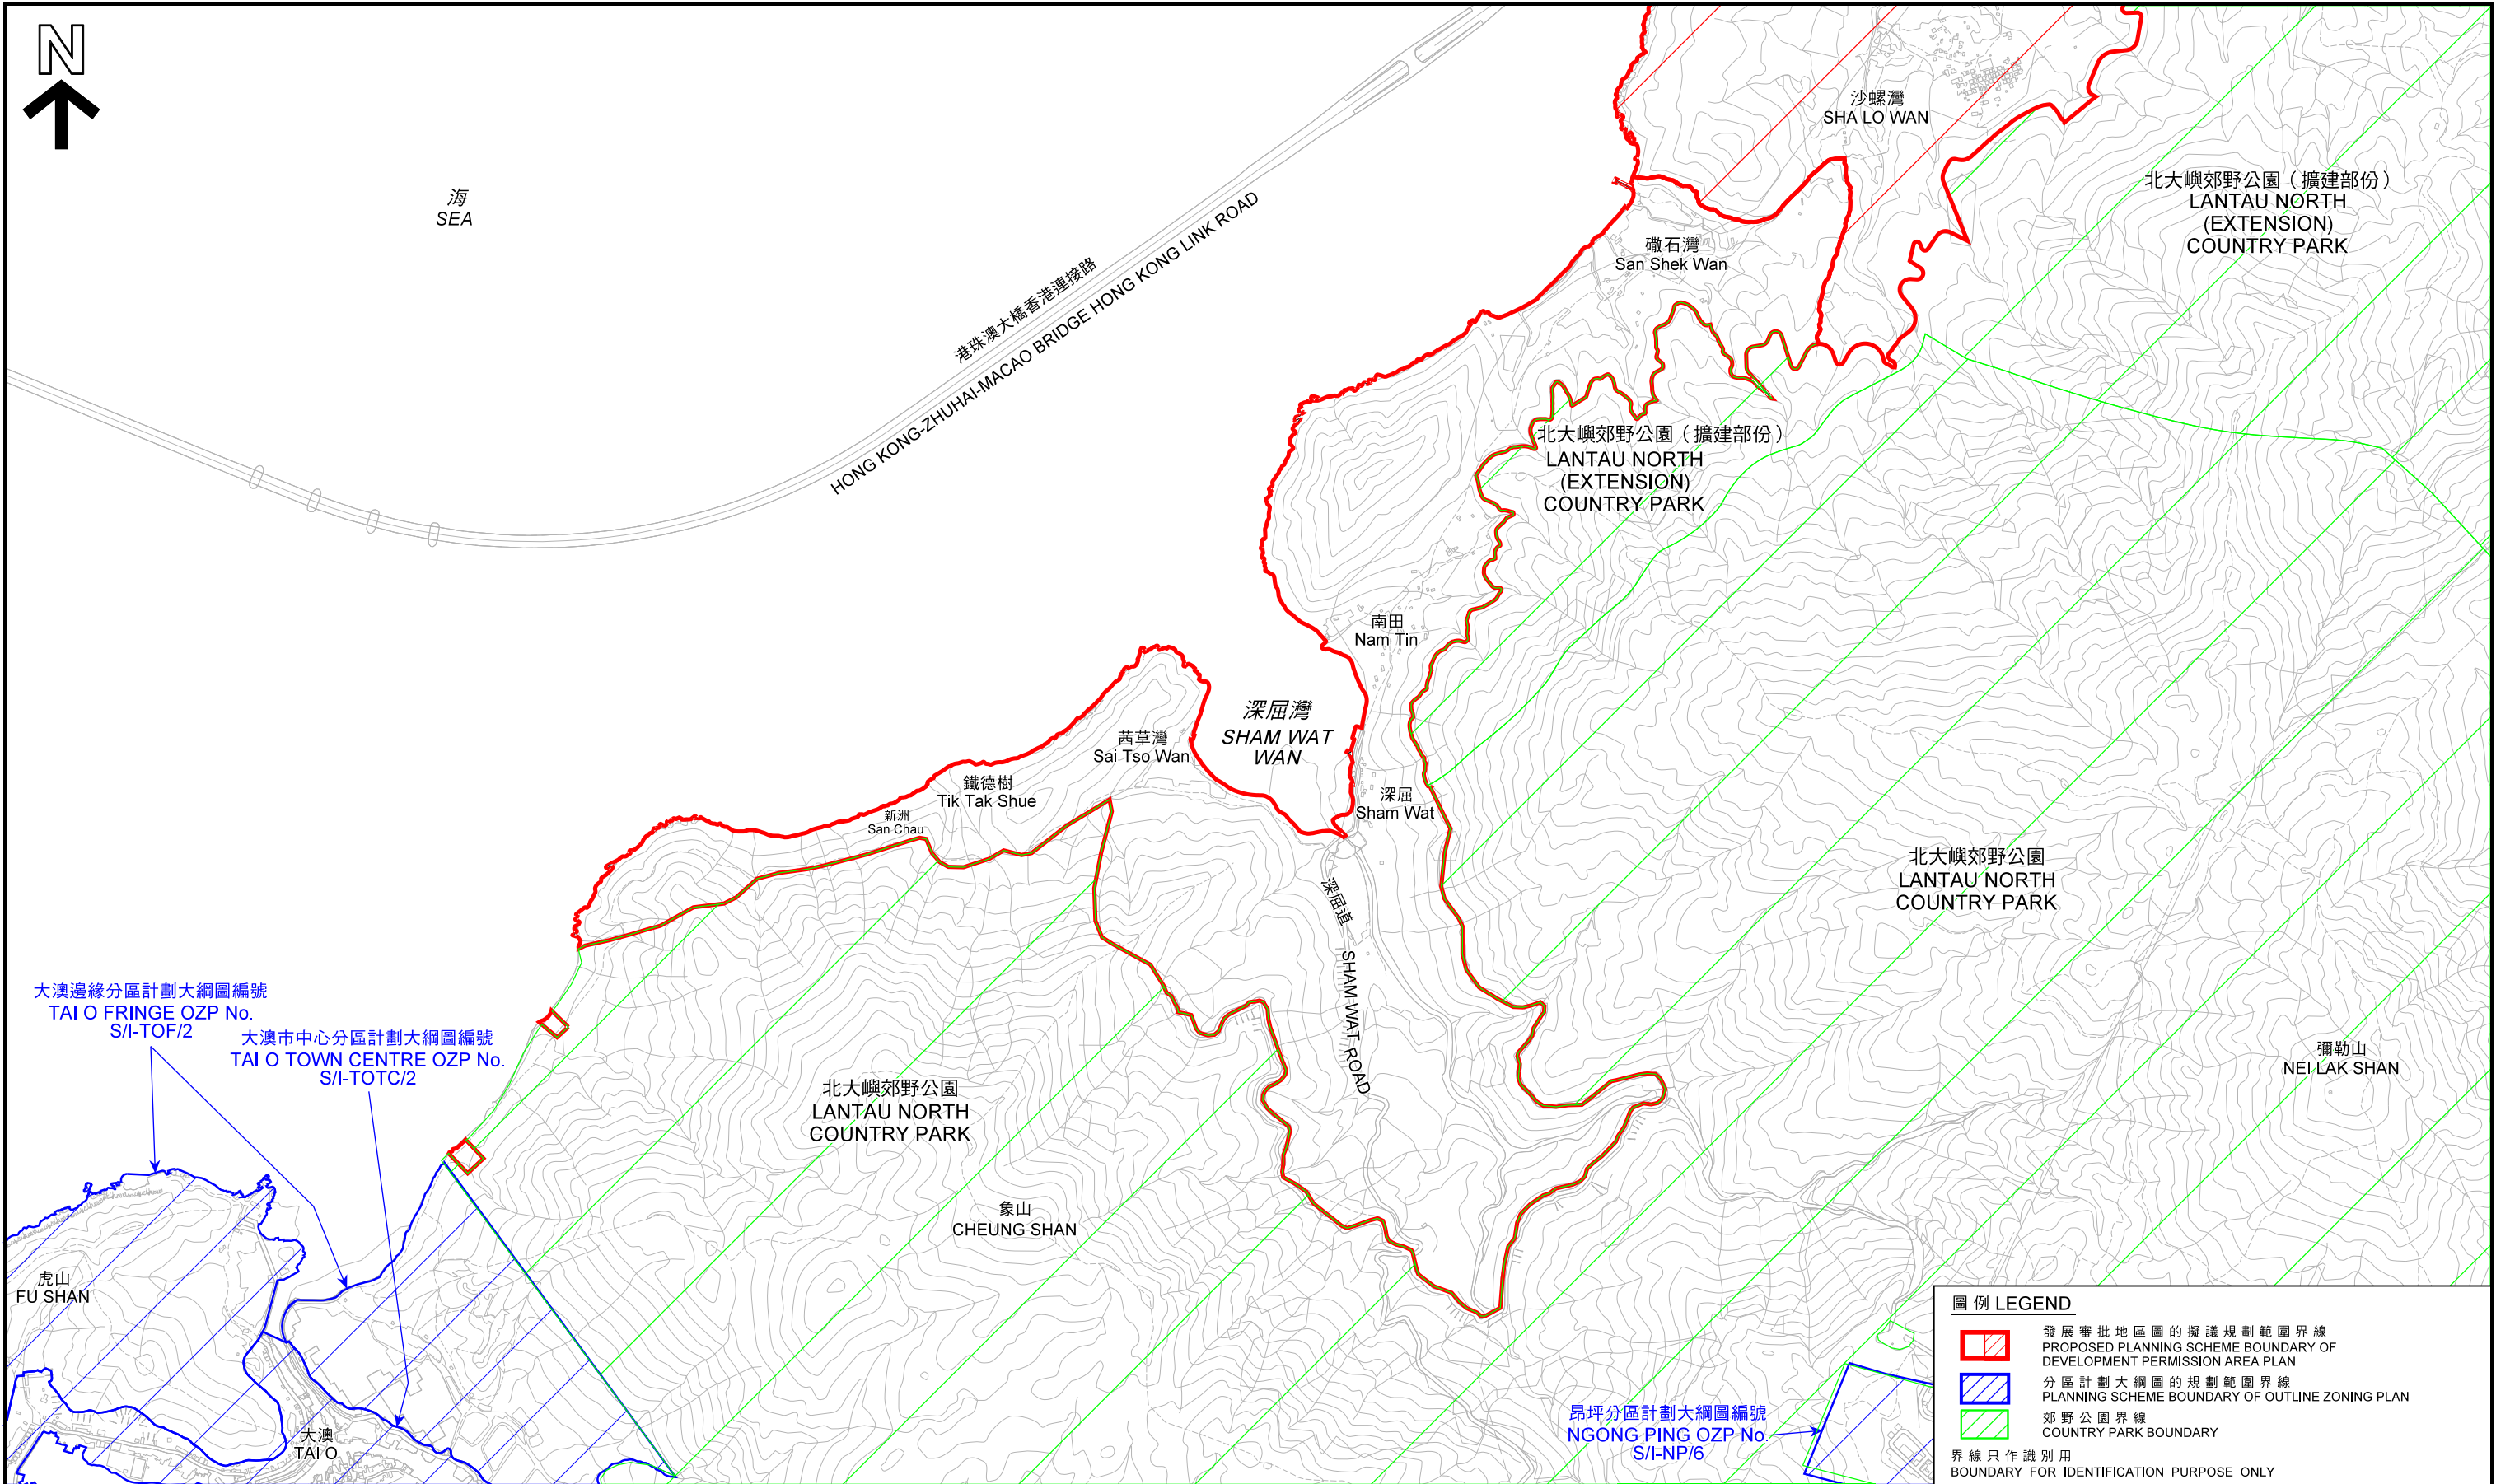 N
海
SEA
港珠澳大橋香港連接路
HONG KONG-ZHUHAI-MACAO BRIDGE HONG KONG LINK ROAD
沙螺灣
SHA LO WAN
北大嶼郊野公園（擴建部份）
LANTAU NORTH
(EXTENSION)
COUNTRY PARK
磡石灣
San Shek Wan
北大嶼郊野公園（擴建部份）
LANTAU NORTH
(EXTENSION)
COUNTRY PARK
南田
Nam Tin
深屈灣
SHAM WAT
WAN
茜草灣
Sai Tso Wan
鐵德樹
Tik Tak Shue
新洲
San Chau
深屈
Sham Wat
深屈道
SHAM WAT ROAD
北大嶼郊野公園
LANTAU NORTH
COUNTRY PARK
彌勒山
NEI LAK SHAN
大澳邊緣分區計劃大綱圖編號
TAI O FRINGE OZP No.
S/I-TOF/2
大澳市中心分區計劃大綱圖編號
TAI O TOWN CENTRE OZP No.
S/I-TOTC/2
北大嶼郊野公園
LANTAU NORTH
COUNTRY PARK
象山
CHEUNG SHAN
虎山
FU SHAN
大澳
TAI O
昂坪分區計劃大綱圖編號
NGONG PING OZP No.
S/I-NP/6
圖例 LEGEND
發展審批地區圖的擬議規劃範圍界線
PROPOSED PLANNING SCHEME BOUNDARY OF
DEVELOPMENT PERMISSION AREA PLAN
分區計劃大綱圖的規劃範圍界線
PLANNING SCHEME BOUNDARY OF OUTLINE ZONING PLAN
郊野公園界線
COUNTRY PARK BOUNDARY
界線只作識別用
BOUNDARY FOR IDENTIFICATION PURPOSE ONLY